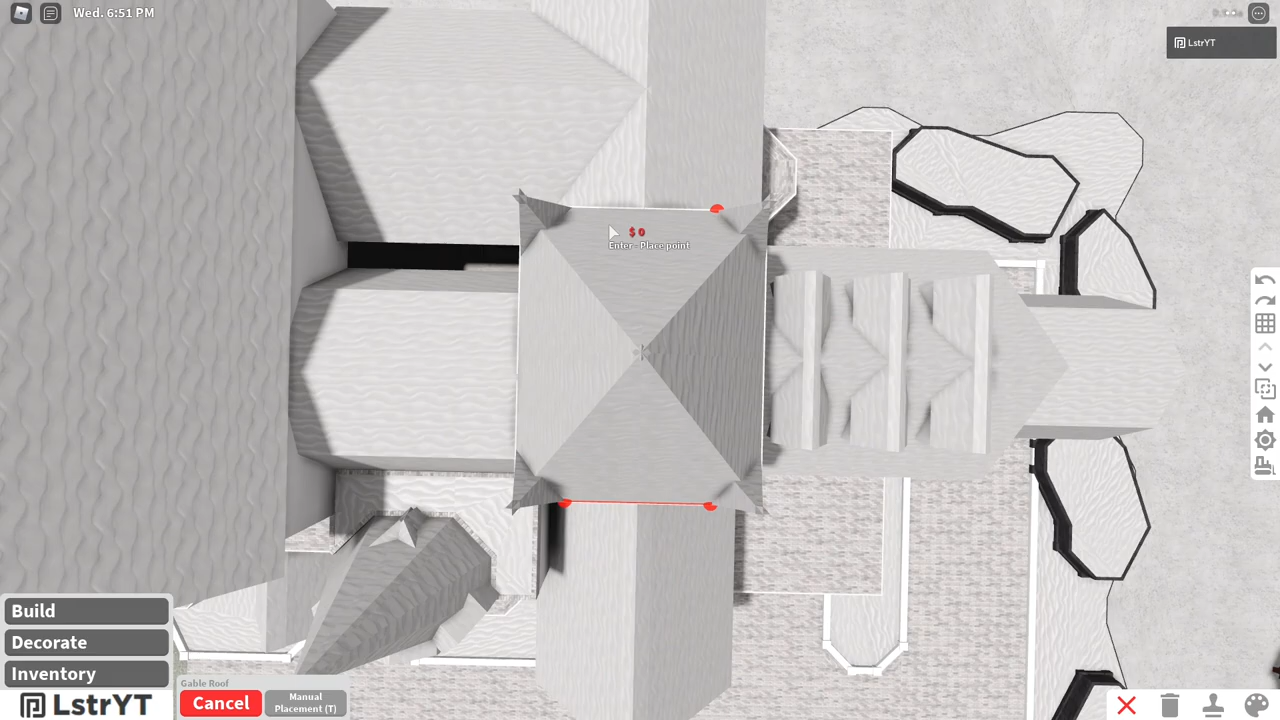 Wed. 6:51 PM
LstrYT
$ 0
Enter - Place point
Build
Decorate
Inventory
LstrYT
Gable Roof
Cancel
Manual
Placement (T)